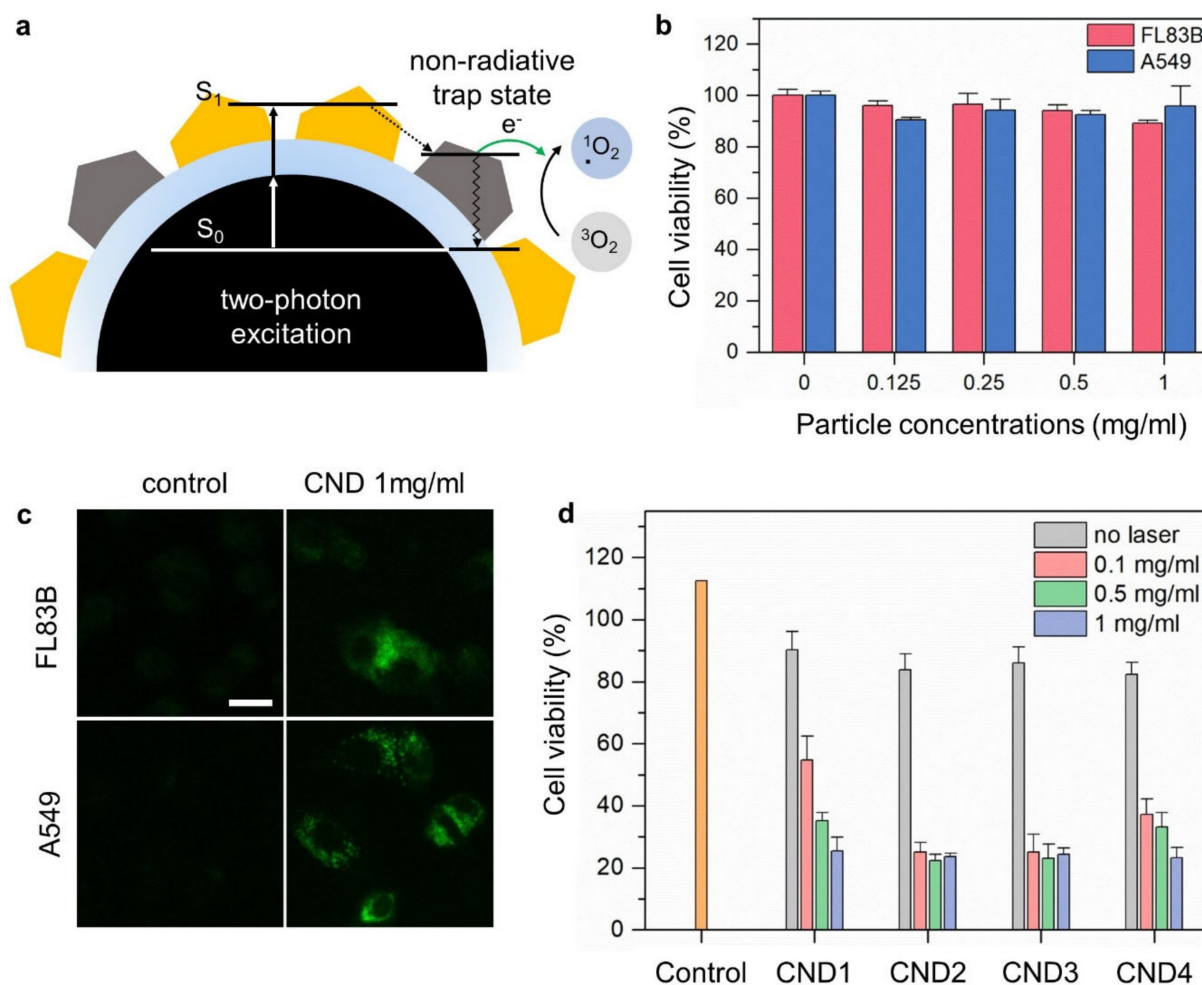 a
non-radiative
trap state
S₁
e⁻
¹O₂
•
³O₂
S₀
two-photon
excitation
b
FL83B
A549
120
100
80
60
40
20
0
Cell viability (%)
0 0.125 0.25 0.5 1
Particle concentrations (mg/ml)
c
control CND 1mg/ml
FL83B
A549
d
no laser
0.1 mg/ml
0.5 mg/ml
1 mg/ml
120
100
80
60
40
20
0
Cell viability (%)
Control CND1 CND2 CND3 CND4